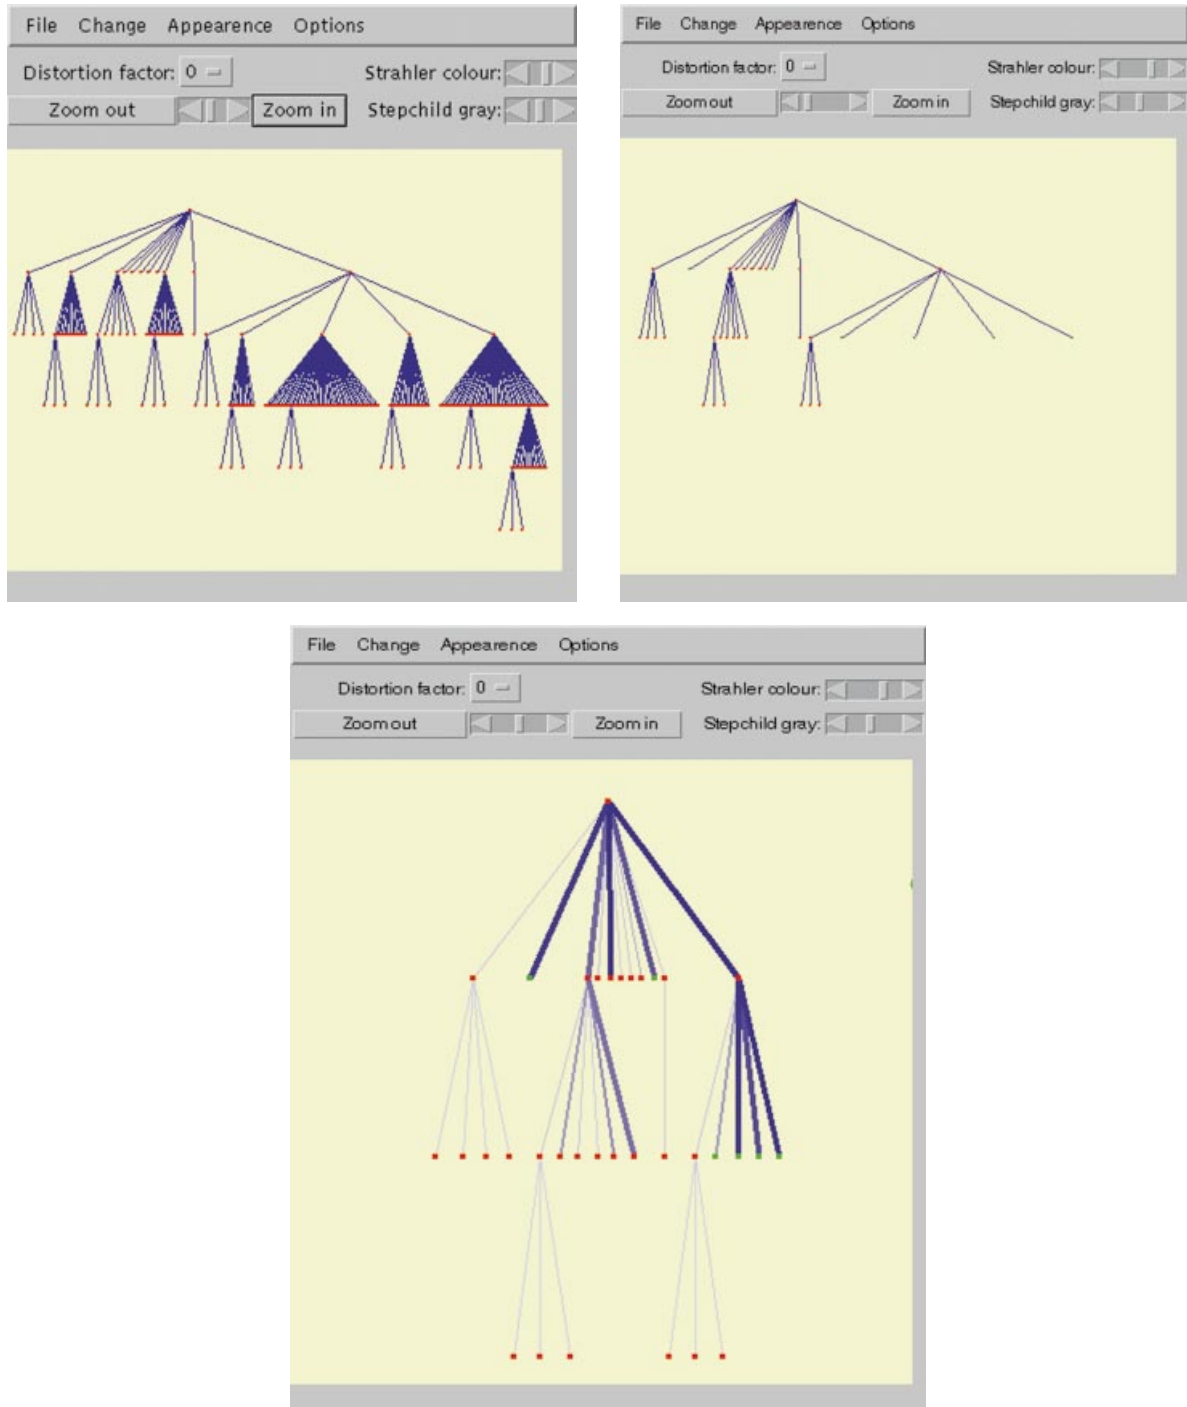 File Change Appearence Options
Distortion factor: 0 Strahler colour:
Zoom out Zoom in Stepchild gray:
File Change Appearence Options
Distortion factor: 0 Strahler colour:
Zoom out Zoom in Stepchild gray:
File Change Appearence Options
Distortion factor: 0 Strahler colour:
Zoom out Zoom in Stepchild gray: